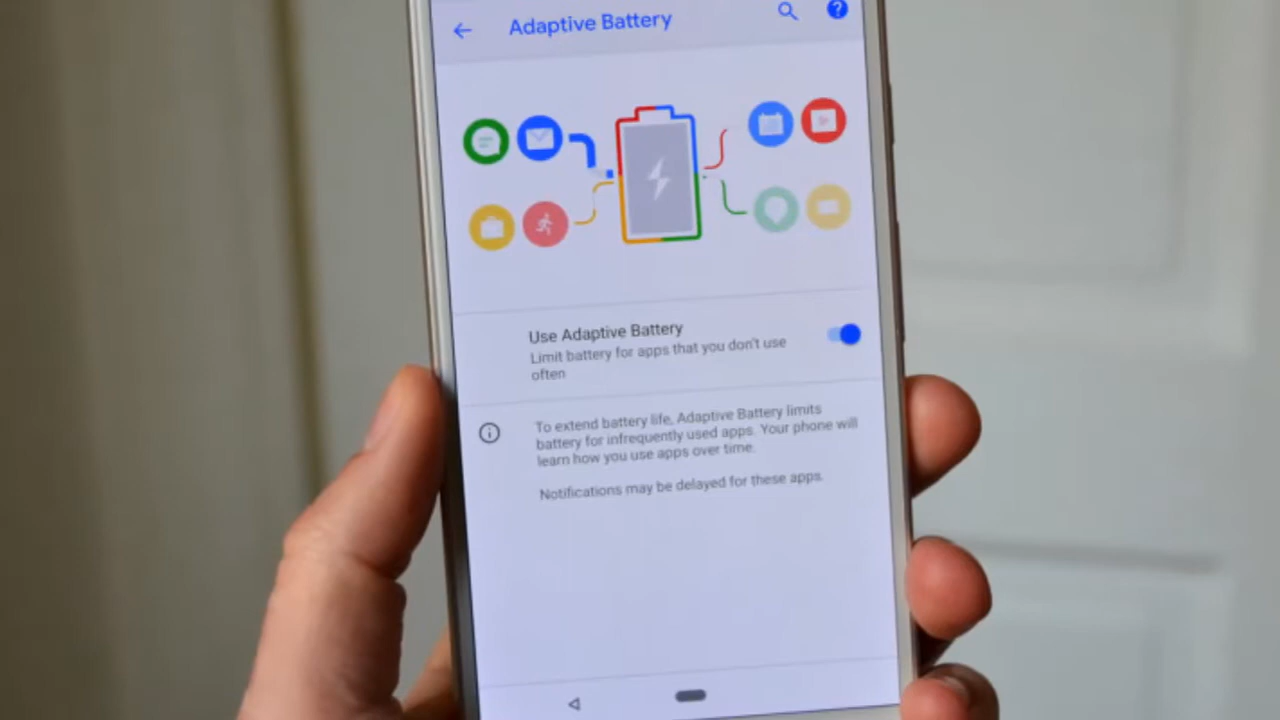 Adaptive Battery
Use Adaptive Battery
Limit battery for apps that you don't use
often
To extend battery life, Adaptive Battery limits
battery for infrequently used apps. Your phone will
learn how you use apps over time.
Notifications may be delayed for these apps.